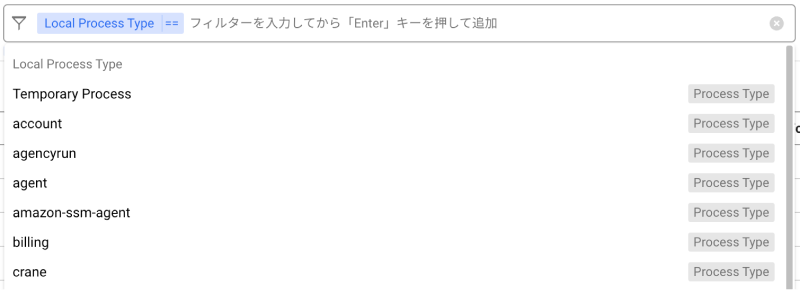 Local Process Type == フィルターを入力してから「Enter」キーを押して追加
Local Process Type
Temporary Process Process Type
account Process Type
agencyrun Process Type
agent Process Type
amazon-ssm-agent Process Type
billing Process Type
crane Process Type